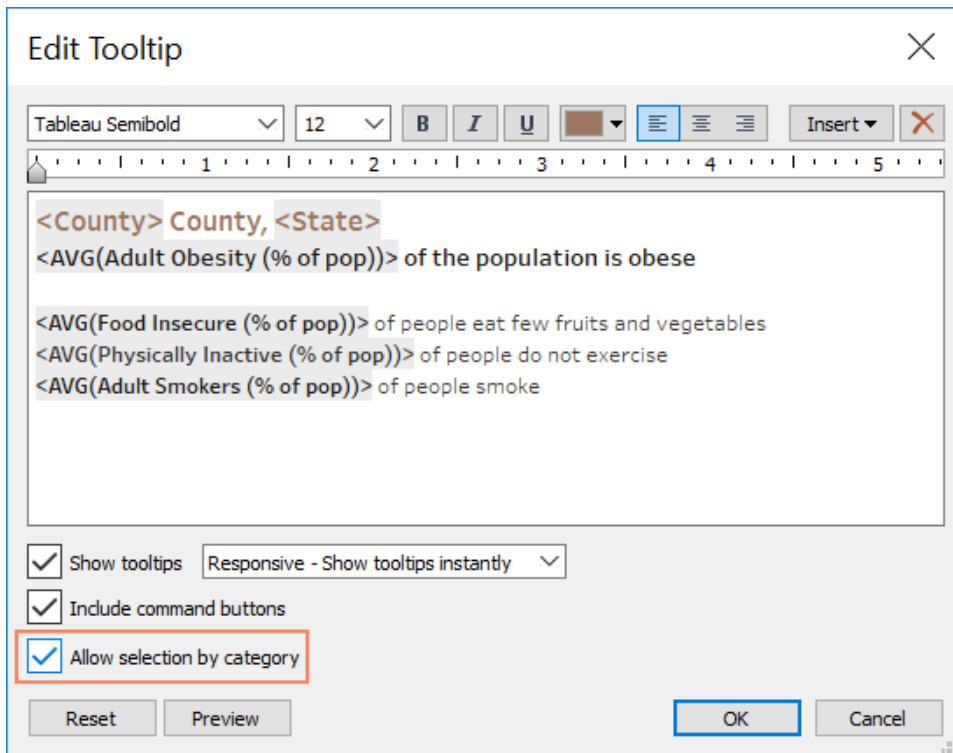 Edit Tooltip
Tableau Semibold 12 B I U Insert
1 2 3 4 5
<County> County, <State>
<AVG(Adult Obesity (% of pop))> of the population is obese
<AVG(Food Insecure (% of pop))> of people eat few fruits and vegetables
<AVG(Physically Inactive (% of pop))> of people do not exercise
<AVG(Adult Smokers (% of pop))> of people smoke
Show tooltips Responsive - Show tooltips instantly
Include command buttons
Allow selection by category
Reset Preview OK Cancel